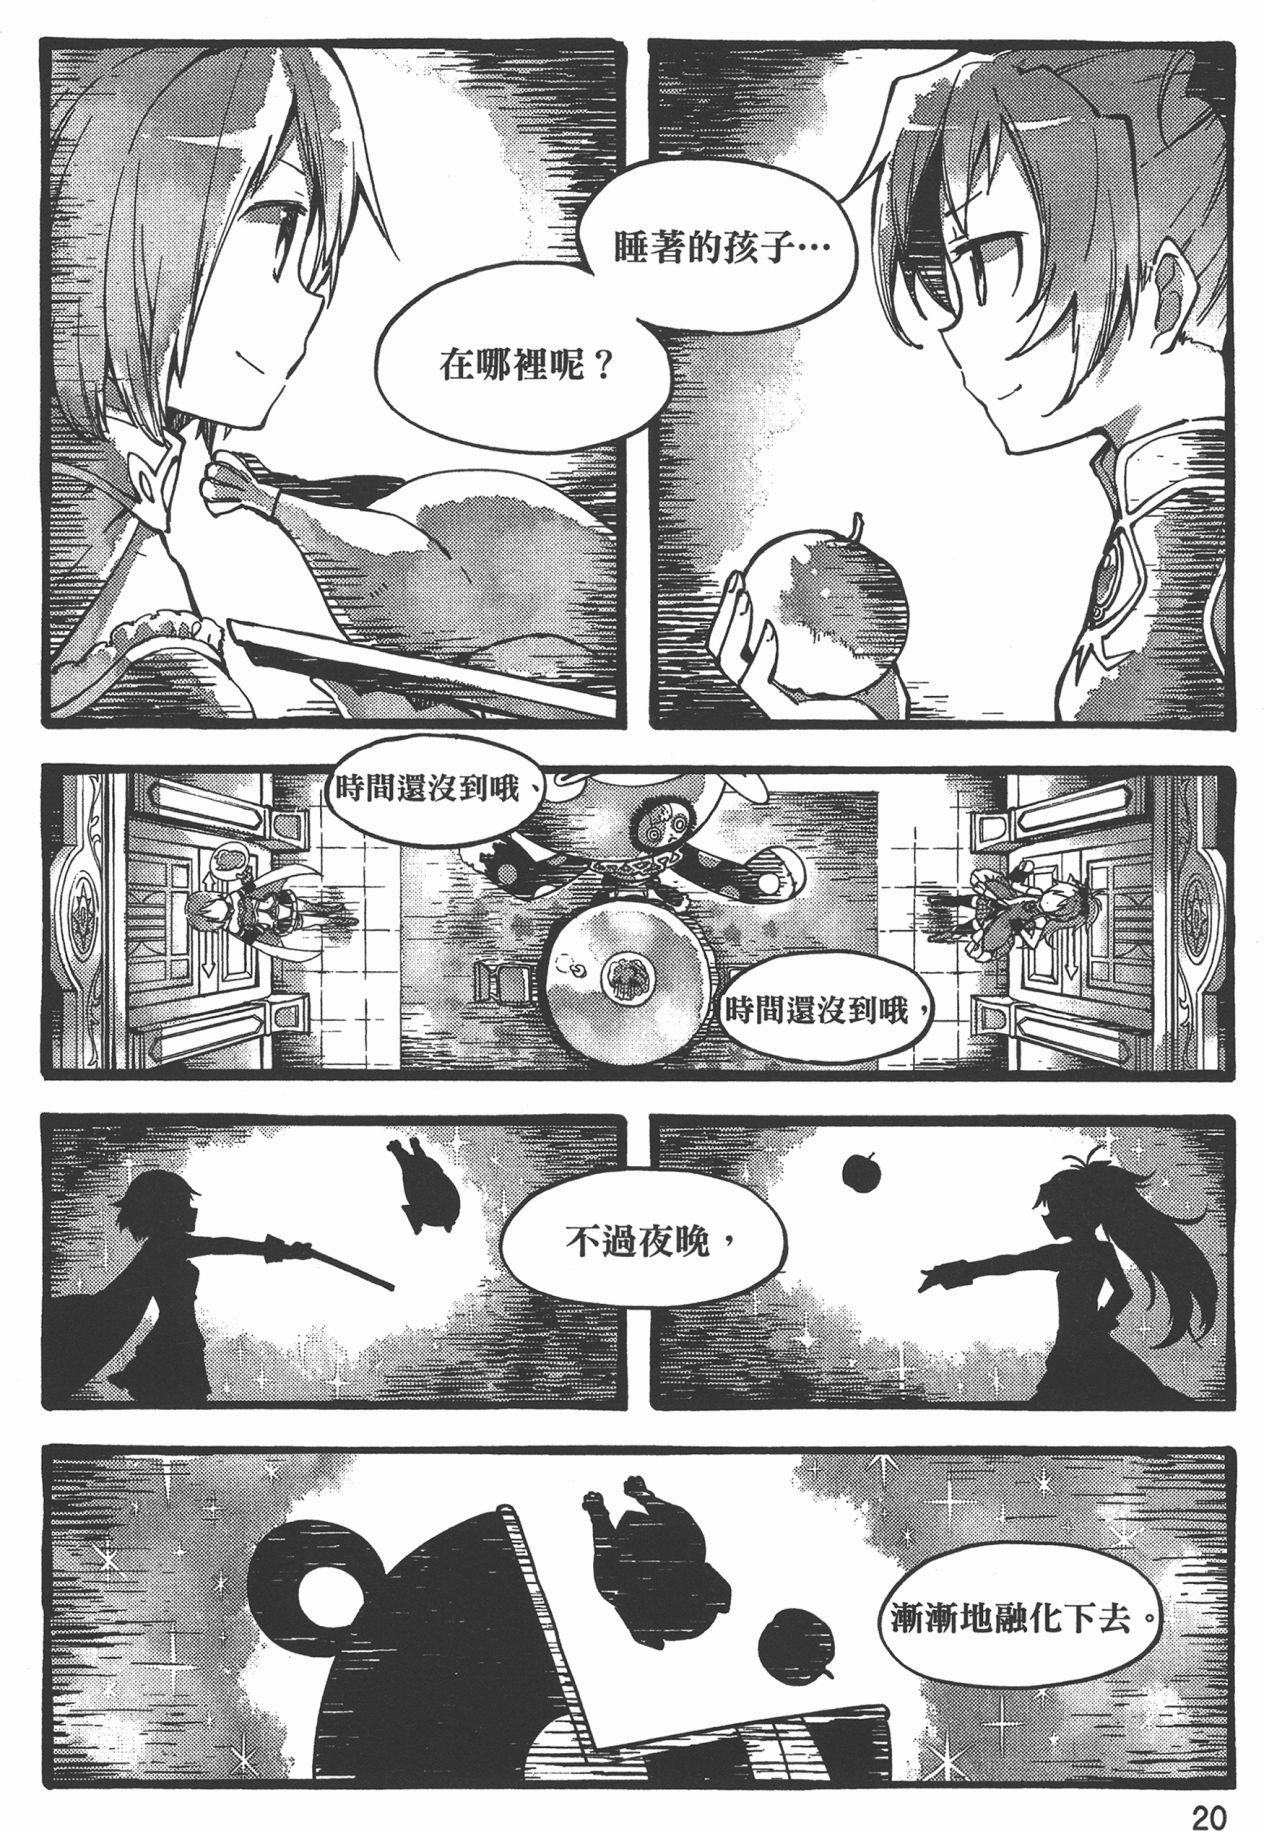 睡著的孩子…
在哪裡呢？
時間還沒到哦、
時間還沒到哦，
不過夜晚，
漸漸地融化下去。
20